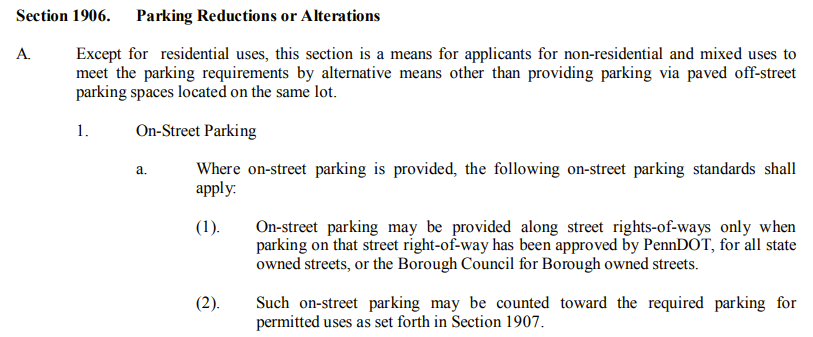 Section 1906. Parking Reductions or Alterations
A. Except for residential uses, this section is a means for applicants for non-residential and mixed uses to
meet the parking requirements by alternative means other than providing parking via paved off-street
parking spaces located on the same lot.
1. On-Street Parking
a. Where on-street parking is provided, the following on-street parking standards shall
apply:
(1). On-street parking may be provided along street rights-of-ways only when
parking on that street right-of-way has been approved by PennDOT, for all state
owned streets, or the Borough Council for Borough owned streets.
(2). Such on-street parking may be counted toward the required parking for
permitted uses as set forth in Section 1907.